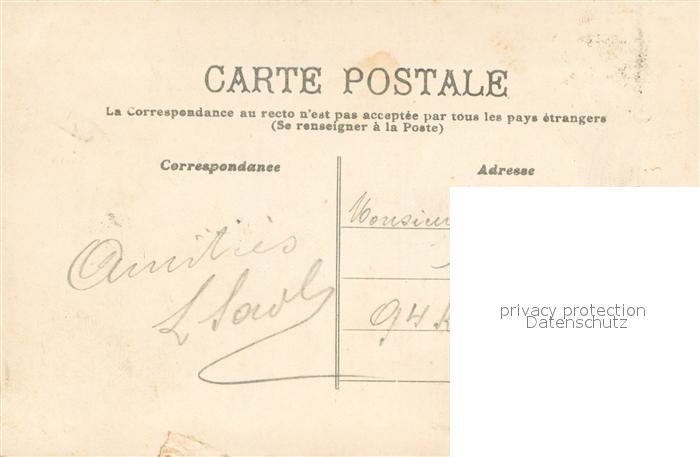 CARTE POSTALE
La Correspondance au recto n'est pas acceptée par tous les pays étrangers
(Se renseigner à la Poste)
Correspondance
Adresse
Monsieur
Amitiés
94
privacy protection
Datenschutz